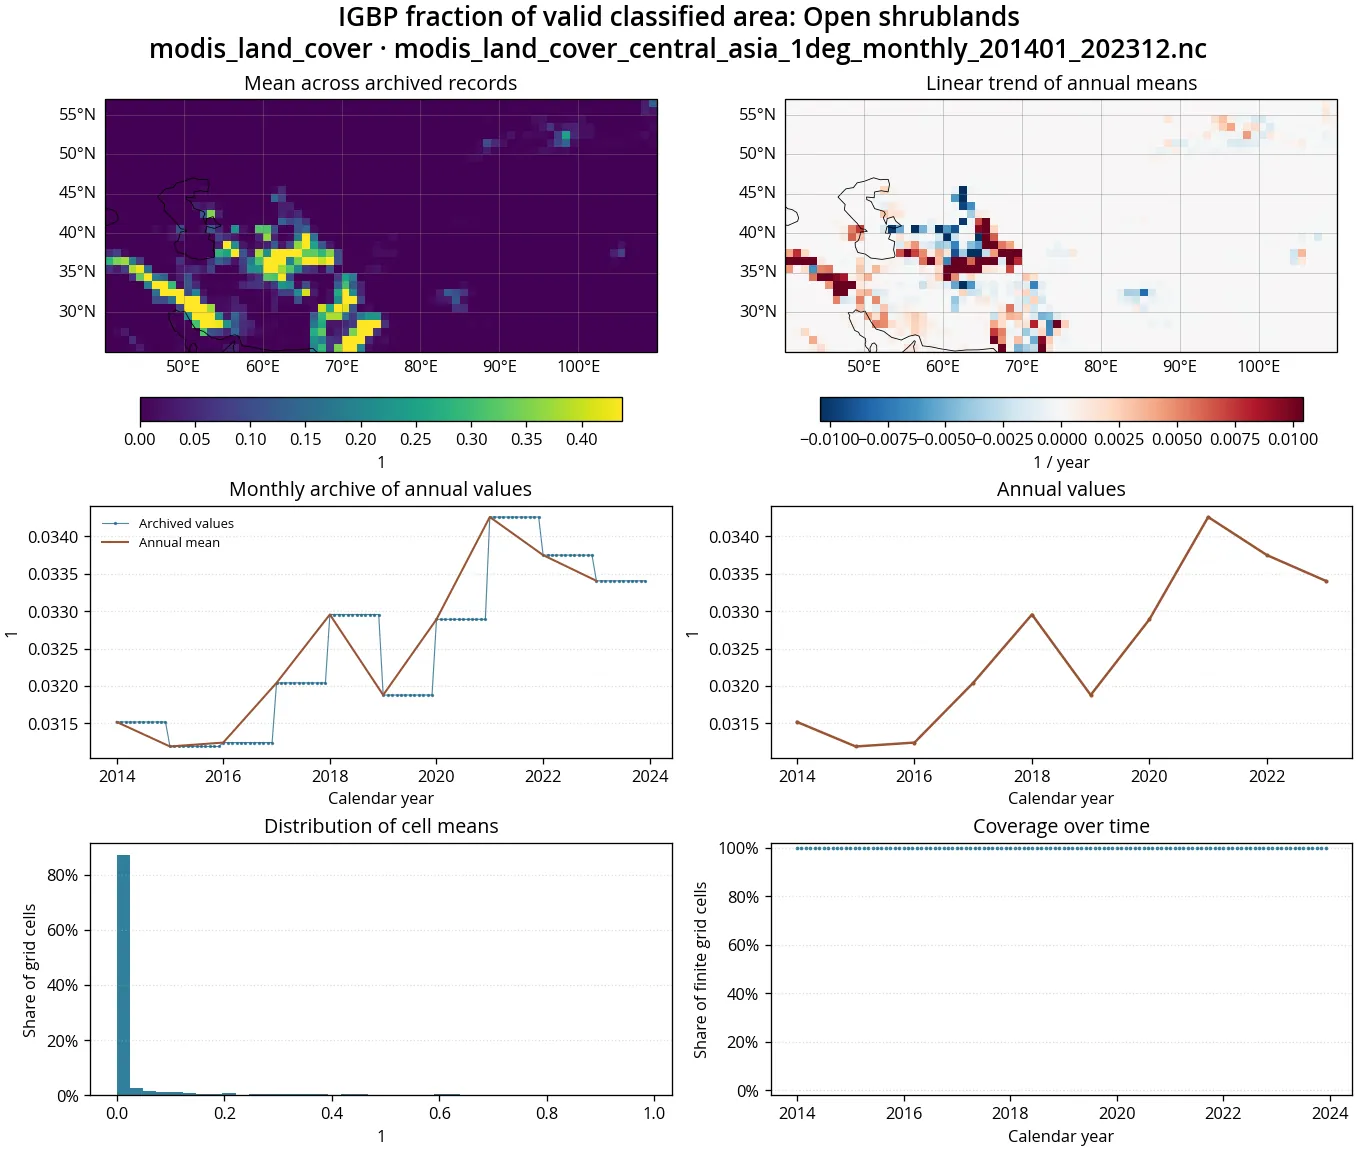 IGBP fraction of valid classified area: Open shrublands
modis_land_cover · modis_land_cover_central_asia_1deg_monthly_201401_202312.nc
Mean across archived records
55°N
50°N
45°N
40°N
35°N
30°N
50°E 60°E 70°E 80°E 90°E 100°E
0.00 0.05 0.10 0.15 0.20 0.25 0.30 0.35 0.40
1
Linear trend of annual means
55°N
50°N
45°N
40°N
35°N
30°N
50°E 60°E 70°E 80°E 90°E 100°E
−0.0100 −0.0075 −0.0050 −0.0025 0.0000 0.0025 0.0050 0.0075 0.0100
1 / year
Monthly archive of annual values
Archived values
Annual mean
0.0340
0.0335
0.0330
0.0325
0.0320
0.0315
1
2014 2016 2018 2020 2022 2024
Calendar year
Annual values
0.0340
0.0335
0.0330
0.0325
0.0320
0.0315
1
2014 2016 2018 2020 2022
Calendar year
Distribution of cell means
Share of grid cells
80%
60%
40%
20%
0%
0.0 0.2 0.4 0.6 0.8 1.0
1
Coverage over time
Share of finite grid cells
100%
80%
60%
40%
20%
0%
2014 2016 2018 2020 2022 2024
Calendar year